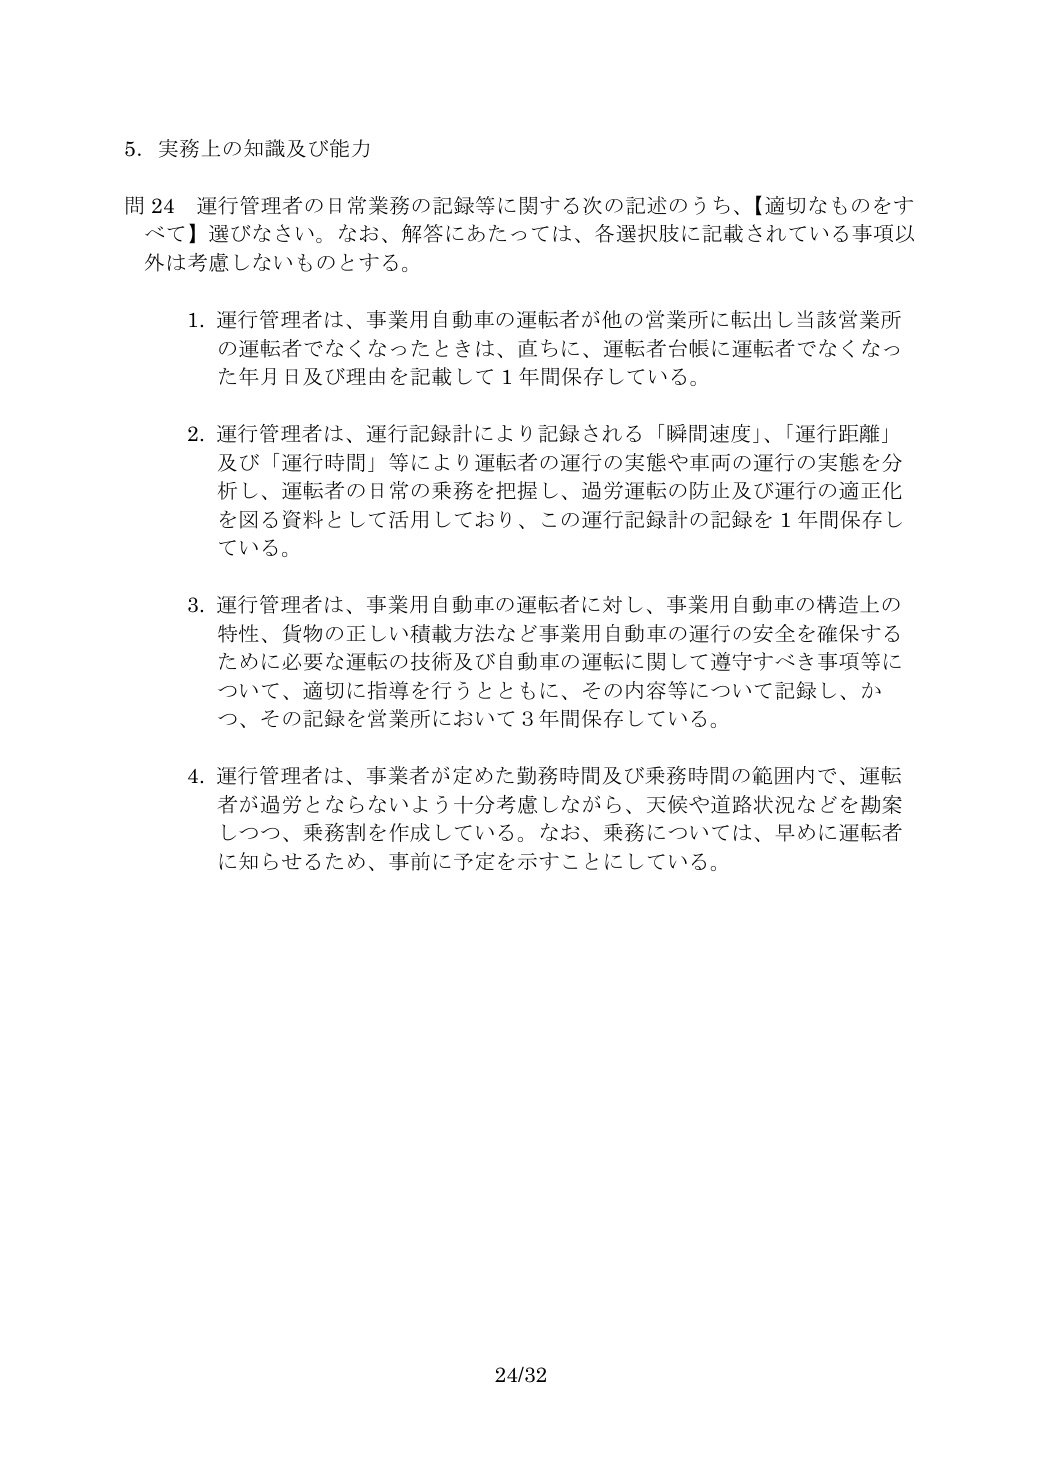 5. 実務上の知識及び能力
問 24　運行管理者の日常業務の記録等に関する次の記述のうち、【適切なものをす
べて】選びなさい。なお、解答にあたっては、各選択肢に記載されている事項以
外は考慮しないものとする。
1. 運行管理者は、事業用自動車の運転者が他の営業所に転出し当該営業所
の運転者でなくなったときは、直ちに、運転者台帳に運転者でなくなっ
た年月日及び理由を記載して 1 年間保存している。
2. 運行管理者は、運行記録計により記録される「瞬間速度」、「運行距離」
及び「運行時間」等により運転者の運行の実態や車両の運行の実態を分
析し、運転者の日常の乗務を把握し、過労運転の防止及び運行の適正化
を図る資料として活用しており、この運行記録計の記録を 1 年間保存し
ている。
3. 運行管理者は、事業用自動車の運転者に対し、事業用自動車の構造上の
特性、貨物の正しい積載方法など事業用自動車の運行の安全を確保する
ために必要な運転の技術及び自動車の運転に関して遵守すべき事項等に
ついて、適切に指導を行うとともに、その内容等について記録し、か
つ、その記録を営業所において 3 年間保存している。
4. 運行管理者は、事業者が定めた勤務時間及び乗務時間の範囲内で、運転
者が過労とならないよう十分考慮しながら、天候や道路状況などを勘案
しつつ、乗務割を作成している。なお、乗務については、早めに運転者
に知らせるため、事前に予定を示すことにしている。
24/32